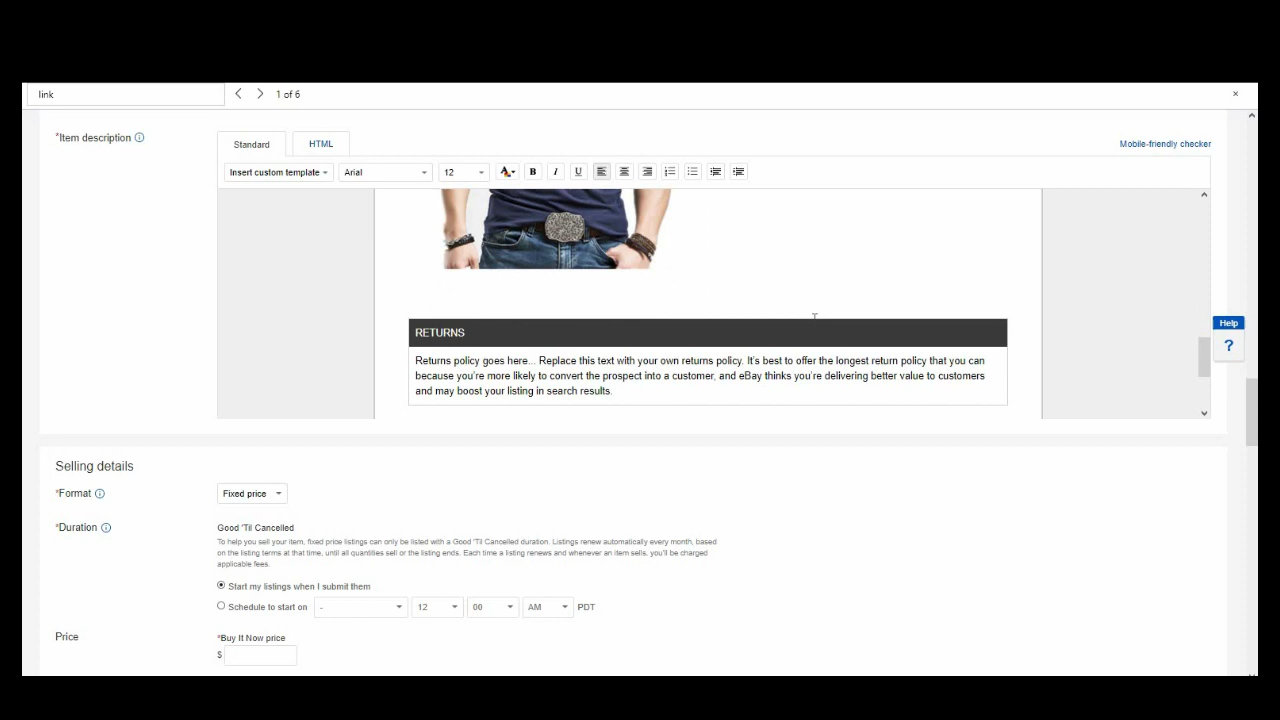 link
1 of 6
×
*Item description
Standard
HTML
Mobile-friendly checker
Insert custom template
Arial
12
A
B
I
U
RETURNS
Returns policy goes here... Replace this text with your own returns policy. It's best to offer the longest return policy that you can
because you're more likely to convert the prospect into a customer, and eBay thinks you're delivering better value to customers
and may boost your listing in search results.
Help
?
Selling details
*Format
Fixed price
*Duration
Good 'Til Cancelled
To help you sell your item, fixed price listings can only be listed with a Good 'Til Cancelled duration. Listings renew automatically every month, based
on the listing terms at that time, until all quantities sell or the listing ends. Each time a listing renews and whenever an item sells, you'll be charged
applicable fees.
Start my listings when I submit them
Schedule to start on
-
12
00
AM
PDT
Price
*Buy It Now price
$